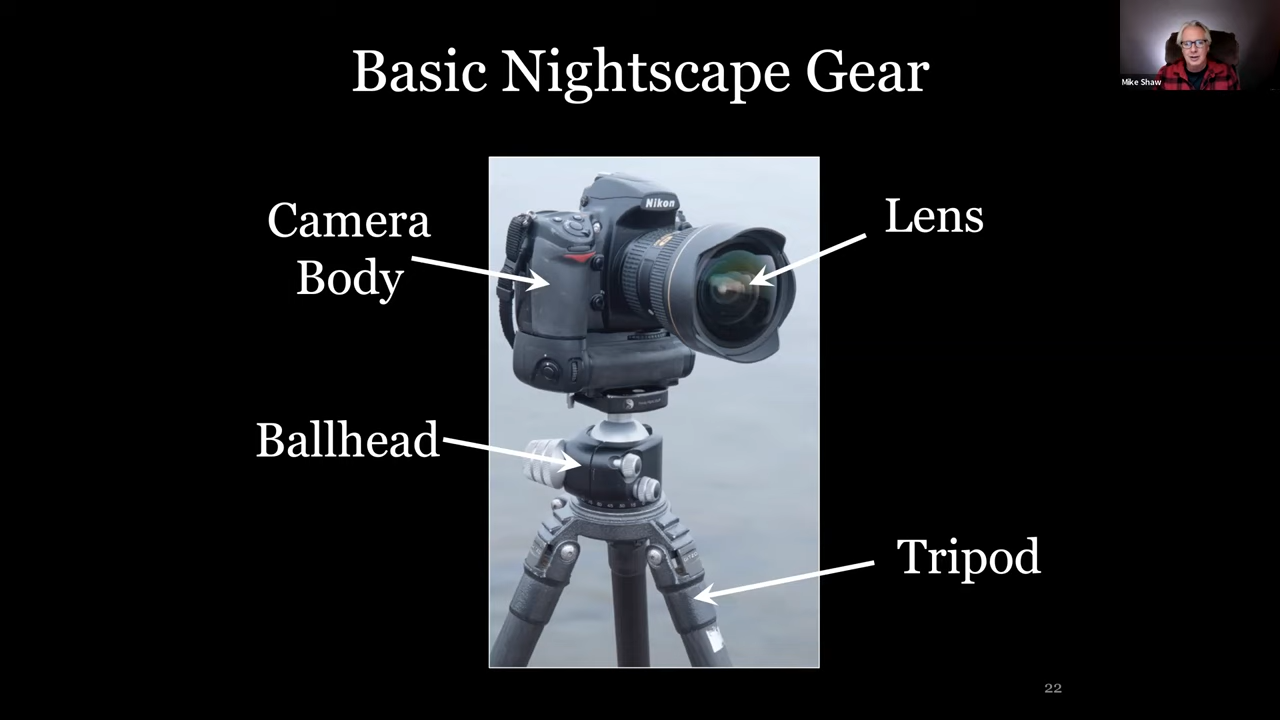 Basic Nightscape Gear
Mike Shaw
Camera
Body
Lens
Nikon
Ballhead
Tripod
22